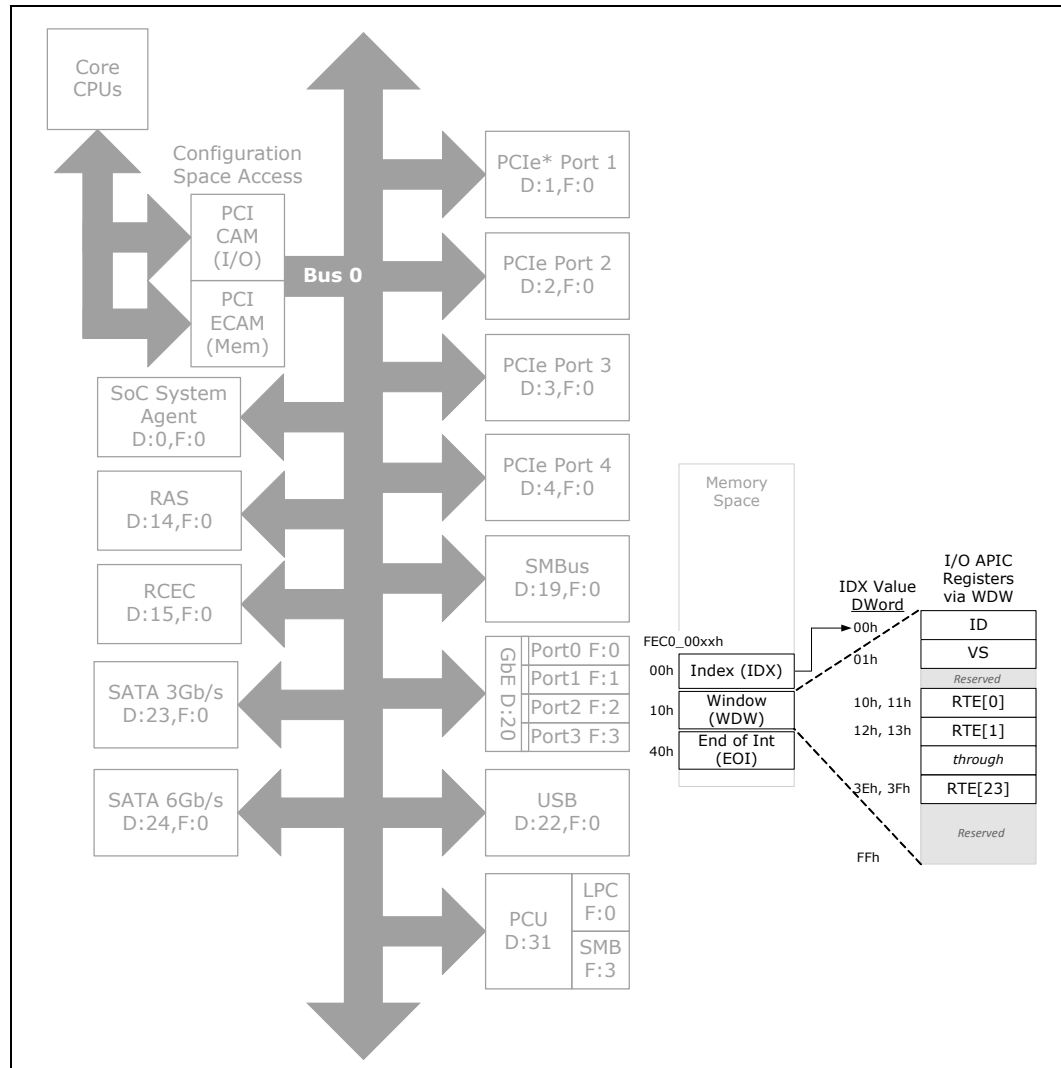 Core
CPUs
Configuration
Space Access
PCI
CAM
(I/O)
PCI
ECAM
(Mem)
Bus 0
SoC System
Agent
D:0,F:0
RAS
D:14,F:0
RCEC
D:15,F:0
SATA 3Gb/s
D:23,F:0
SATA 6Gb/s
D:24,F:0
PCIe* Port 1
D:1,F:0
PCIe Port 2
D:2,F:0
PCIe Port 3
D:3,F:0
PCIe Port 4
D:4,F:0
SMBus
D:19,F:0
GbE D:20
Port0 F:0
Port1 F:1
Port2 F:2
Port3 F:3
USB
D:22,F:0
PCU
D:31
LPC
F:0
SMB
F:3
Memory
Space
FEC0_00xxh
00h
Index (IDX)
10h
Window
(WDW)
40h
End of Int
(EOI)
IDX Value
DWord
I/O APIC
Registers
via WDW
00h
ID
01h
VS
Reserved
10h, 11h
RTE[0]
12h, 13h
RTE[1]
through
3Eh, 3Fh
RTE[23]
Reserved
FFh